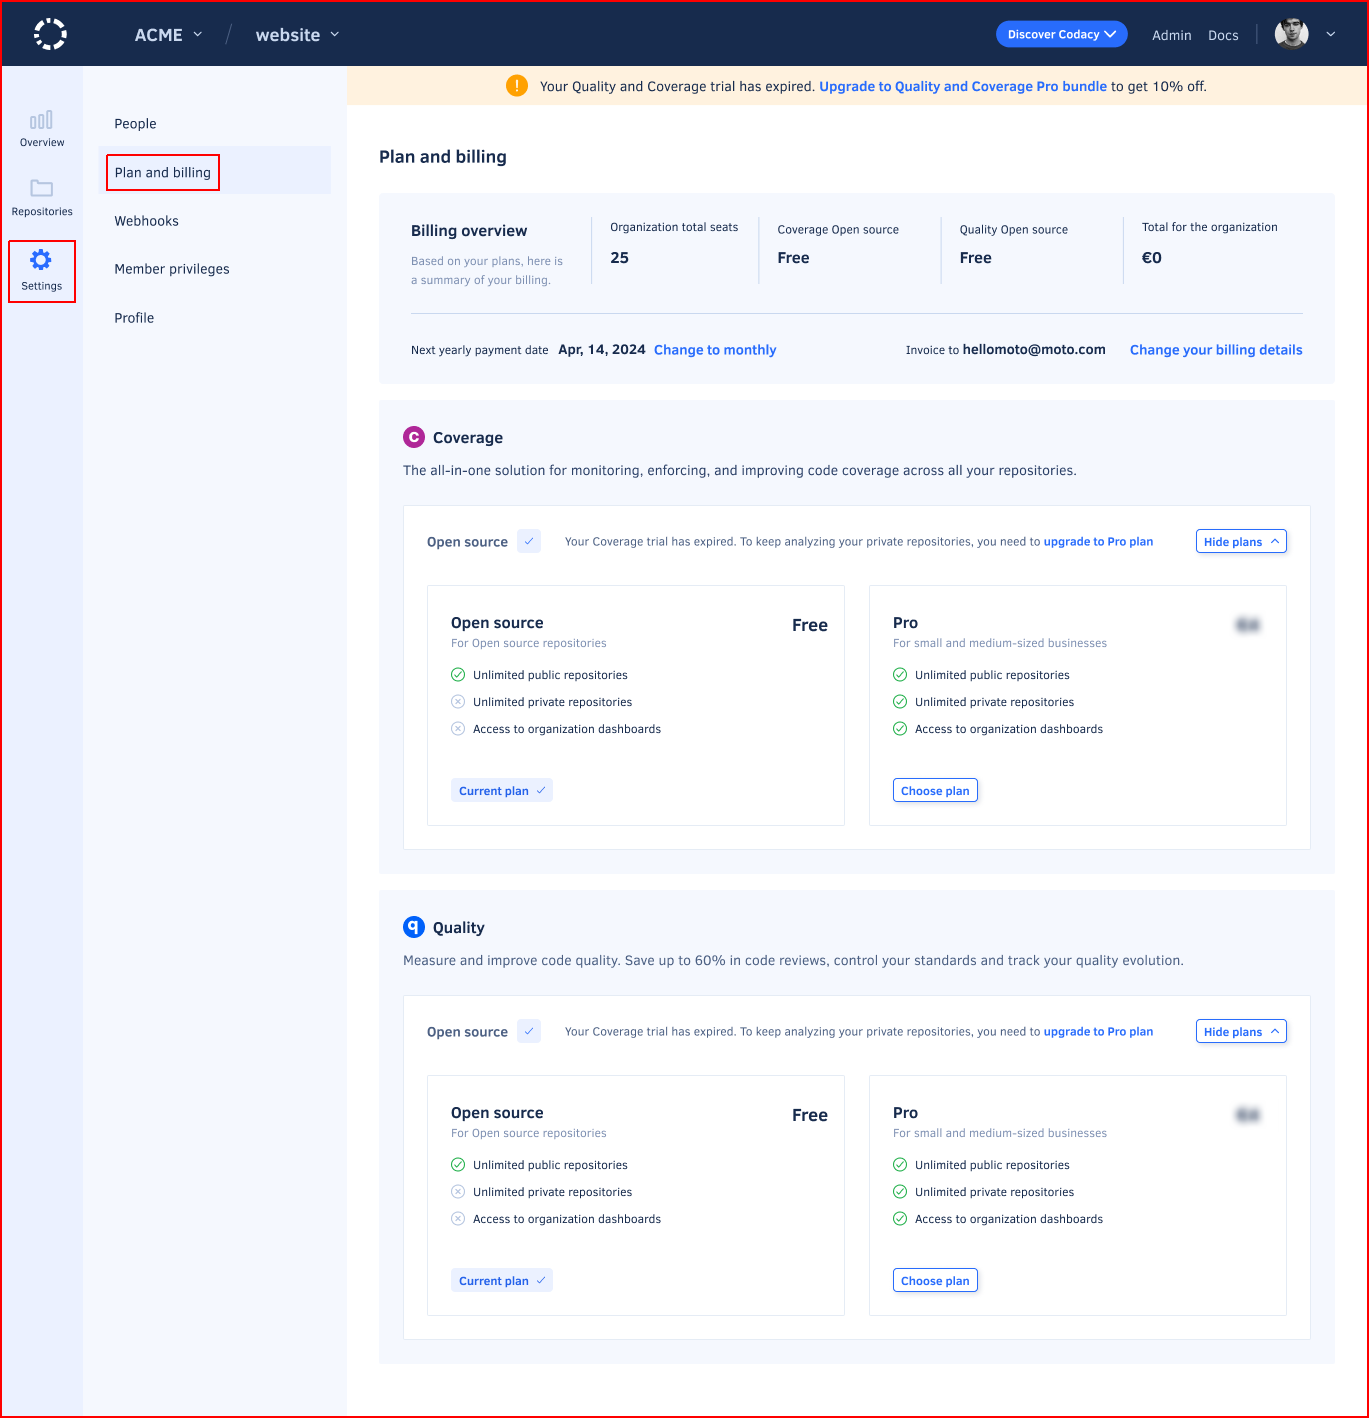 ACME / website
Discover Codacy
Admin Docs
Overview
Repositories
Settings
People
Plan and billing
Webhooks
Member privileges
Profile
! Your Quality and Coverage trial has expired. Upgrade to Quality and Coverage Pro bundle to get 10% off.
Plan and billing
Billing overview
Based on your plans, here is
a summary of your billing.
Organization total seats
25
Coverage Open source
Free
Quality Open source
Free
Total for the organization
€0
Next yearly payment date Apr, 14, 2024 Change to monthly
Invoice to hellomoto@moto.com Change your billing details
C Coverage
The all-in-one solution for monitoring, enforcing, and improving code coverage across all your repositories.
Open source
Your Coverage trial has expired. To keep analyzing your private repositories, you need to upgrade to Pro plan
Hide plans
Open source
Free
For Open source repositories
Unlimited public repositories
Unlimited private repositories
Access to organization dashboards
Current plan
Pro
For small and medium-sized businesses
Unlimited public repositories
Unlimited private repositories
Access to organization dashboards
Choose plan
q Quality
Measure and improve code quality. Save up to 60% in code reviews, control your standards and track your quality evolution.
Open source
Your Coverage trial has expired. To keep analyzing your private repositories, you need to upgrade to Pro plan
Hide plans
Open source
Free
For Open source repositories
Unlimited public repositories
Unlimited private repositories
Access to organization dashboards
Current plan
Pro
For small and medium-sized businesses
Unlimited public repositories
Unlimited private repositories
Access to organization dashboards
Choose plan